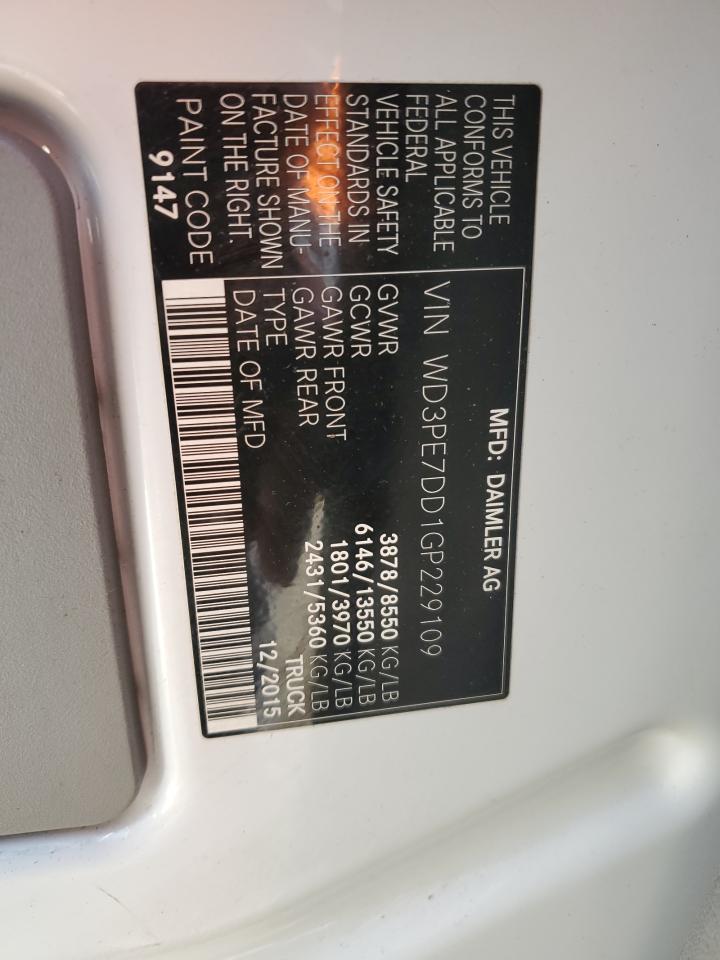 MFD: DAIMLER AG
THIS VEHICLE
CONFORMS TO
ALL APPLICABLE
FEDERAL
VEHICLE SAFETY
STANDARDS IN
EFFECT ON THE
DATE OF MANU-
FACTURE SHOWN
ON THE RIGHT.
PAINT CODE
9147
VIN WD3PE7DD1GP229109
GVWR 3878/8550 KG/LB
GCWR 6146/13550 KG/LB
GAWR FRONT 1801/3970 KG/LB
GAWR REAR 2431/5360 KG/LB
TYPE TRUCK
DATE OF MFD 12/2015